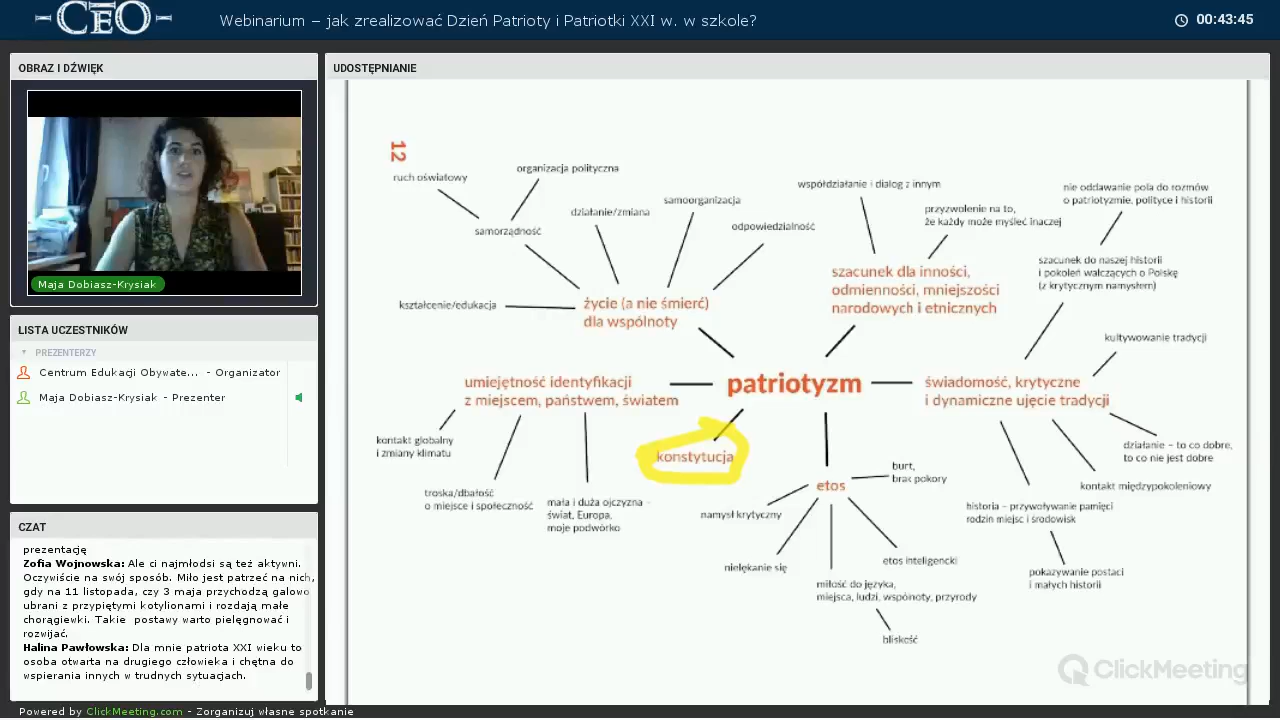 CEO
Webinarium – jak zrealizować Dzień Patrioty i Patriotki XXI w. w szkole?
00:43:45
OBRAZ I DŹWIĘK
Maja Dobiasz-Krysiak
LISTA UCZESTNIKÓW
PREZENTERZY
Centrum Edukagi Obywate... - Organizator
Maja Dobiasz-Krysiak - Prezenter
CZAT
prezentację
Zofia Wojnowska: Ale ci najmłodsi są b. aktywni.
Oczywiście na swój sposób. Miło jest patrzeć na nich,
gdy na 11 listopada, czy 3 maja przychodzą galowo
ubrani z przypiętymi kotylionami i rozdają małe
chorągiewki. Takie postawy warto pielęgnować i
rozwijać.
Halina Pawłowska: Dla mnie patriota XXI wieku to
osoba otwarta na drugiego człowieka i chętna do
wspierania innych w trudnych sytuacjach.
UDOSTĘPNIANIE
12
ruch oświatowy
organizacja polityczna
samorządność
działanie/zmiana
samoorganizacja
odpowiedzialność
kształcenie/edukacja
życie (a nie śmierć)
dla wspólnoty
współdziałanie i dialog z innym
przyzwolenie na to,
że każdy może myśleć inaczej
szacunek dla inności,
odmienności, mniejszości
narodowych i etnicznych
nie oddawanie pola do rozmów
o patriotyzmie, polityce i historii
szacunek do naszej historii
i pokoleń walczących o Polskę
(z krytycznym namysłem)
kultywowanie tradycji
umiejętność identyfikacji
z miejscem, państwem, światem
patriotyzm
świadomość, krytyczne
i dynamiczne ujęcie tradycji
kontakt globalny
i zmiany klimatu
troska/dbałość
o miejsce i społeczność
mała i duża ojczyzna –
świat, Europa,
moje podwórko
konstytucja
etos
burt,
brak pokory
namysł krytyczny
nielękanie się
miłość do języka,
miejsca, ludzi, wspólnoty, przyrody
bliskość
etos inteligencki
działanie – to co dobre,
to co nie jest dobre
kontakt międzypokoleniowy
historia – przywoływanie pamięci
rodzin miejsc i środowisk
pokazywanie postaci
i małych historii
ClickMeeting
Powered by ClickMeeting.com - Zorganizuj własne spotkanie